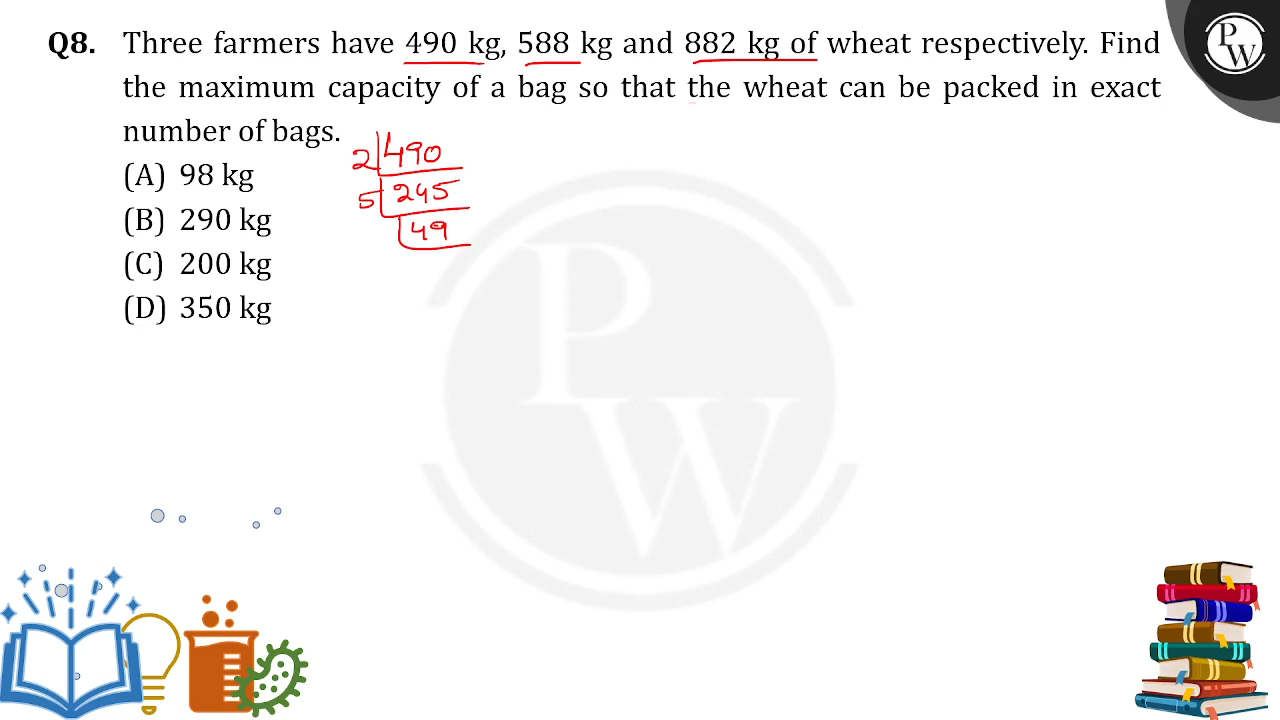 Q8. Three farmers have 490 kg, 588 kg and 882 kg of wheat respectively. Find
the maximum capacity of a bag so that the wheat can be packed in exact
number of bags.
(A) 98 kg
(B) 290 kg
(C) 200 kg
(D) 350 kg
2 490
5 245
49
P
W
P
W